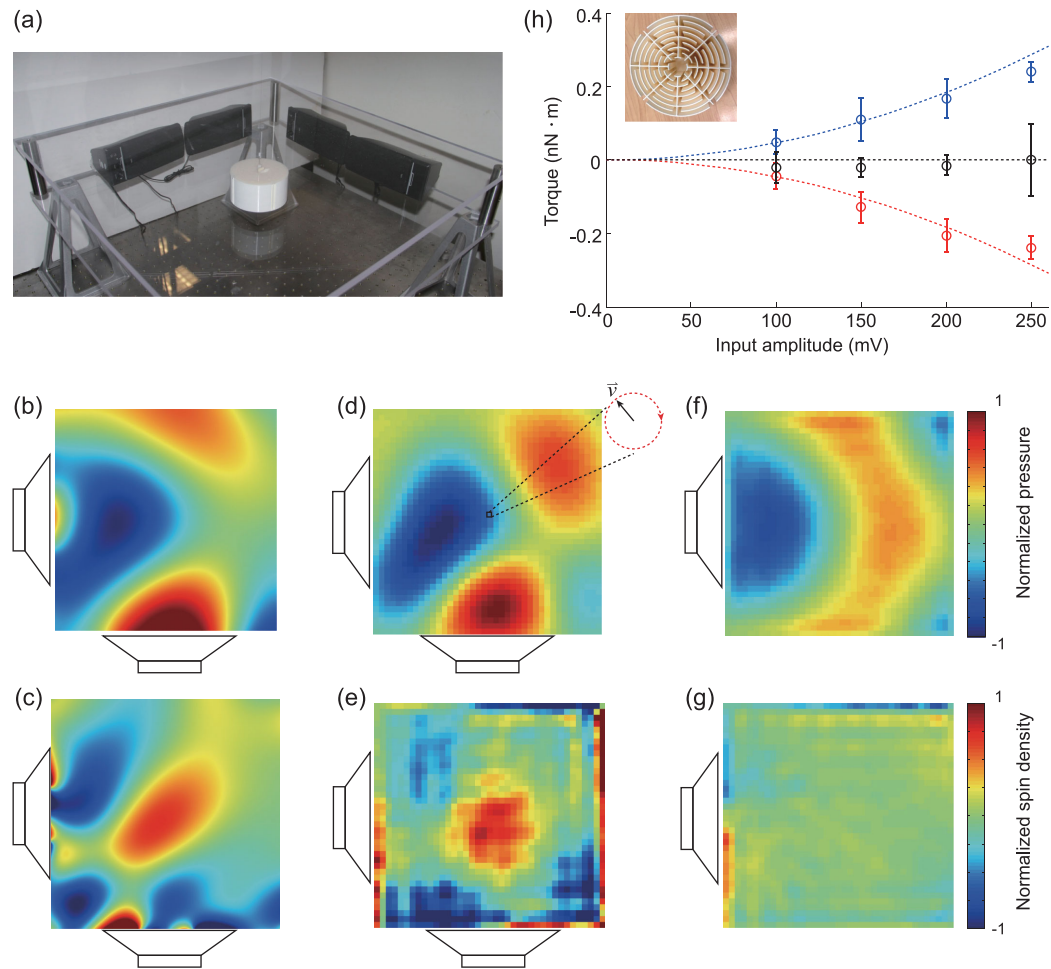 (a)
(h)
0.4
0.2
0
-0.2
-0.4
Torque (nN·m)
0 50 100 150 200 250
Input amplitude (mV)
(b)
(d)
v⃗
(f)
1
Normalized pressure
-1
(c)
(e)
(g)
1
Normalized spin density
-1